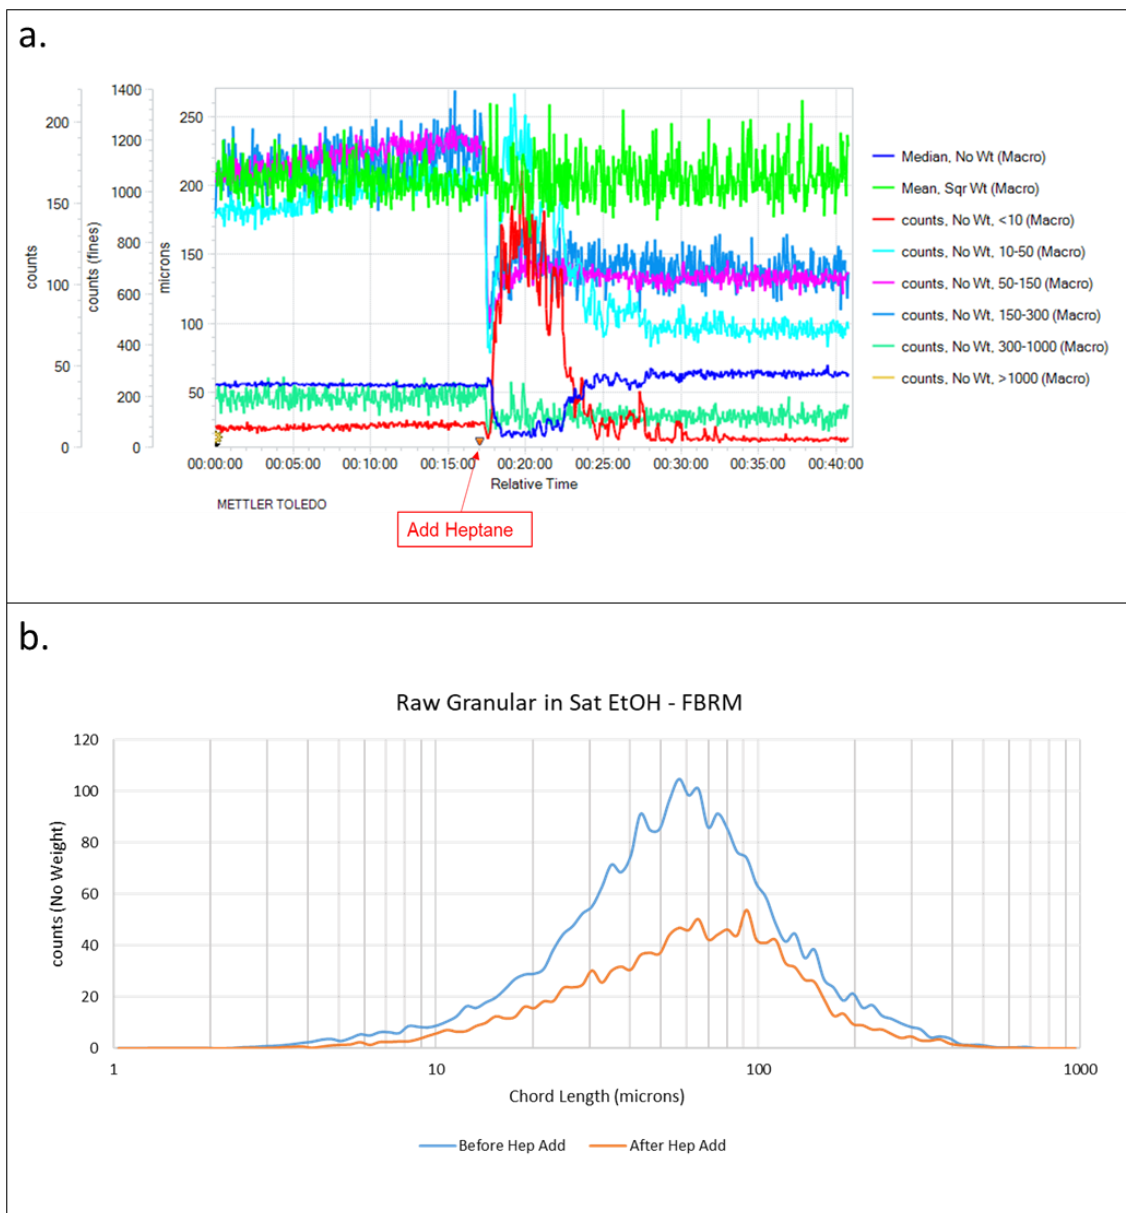 a.
counts
counts (fines)
microns
200
150
100
50
0
1400
1200
1000
800
600
400
200
0
250
200
150
100
50
Median, No Wt (Macro)
Mean, Sqr Wt (Macro)
counts, No Wt, <10 (Macro)
counts, No Wt, 10-50 (Macro)
counts, No Wt, 50-150 (Macro)
counts, No Wt, 150-300 (Macro)
counts, No Wt, 300-1000 (Macro)
counts, No Wt, >1000 (Macro)
00:00:00 00:05:00 00:10:00 00:15:00 00:20:00 00:25:00 00:30:00 00:35:00 00:40:00
Relative Time
METTLER TOLEDO
Add Heptane
b.
Raw Granular in Sat EtOH - FBRM
counts (No Weight)
120
100
80
60
40
20
0
1 10 100 1000
Chord Length (microns)
Before Hep Add After Hep Add